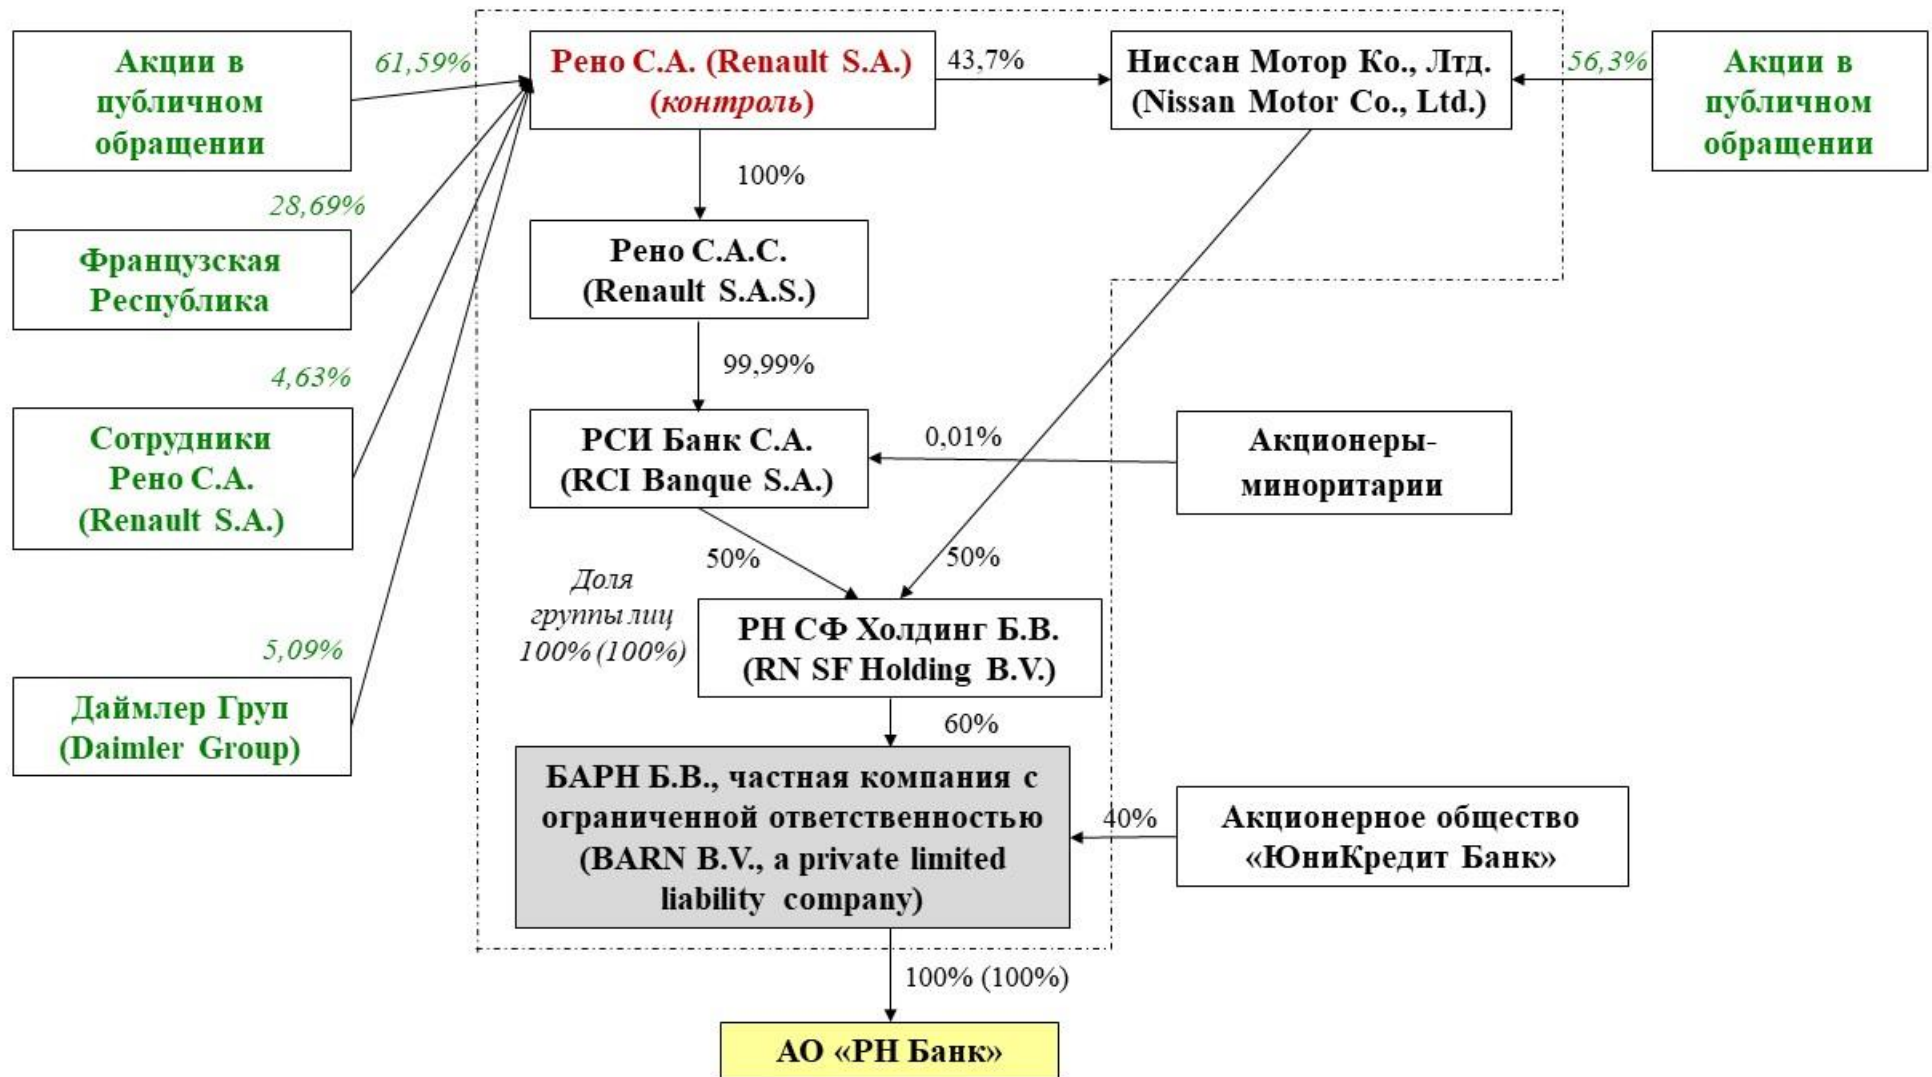 Акции в
публичном
обращении
61,59%
Рено С.А. (Renault S.A.)
(контроль)
43,7%
Ниссан Мотор Ко., Лтд.
(Nissan Motor Co., Ltd.)
56,3%
Акции в
публичном
обращении
100%
28,69%
Французская
Республика
Рено С.А.С.
(Renault S.A.S.)
99,99%
4,63%
Сотрудники
Рено С.А.
(Renault S.A.)
РСИ Банк С.А.
(RCI Banque S.A.)
0,01%
Акционеры-
миноритарии
50%
50%
Доля
группы лиц
100% (100%)
РН СФ Холдинг Б.В.
(RN SF Holding B.V.)
5,09%
Даймлер Груп
(Daimler Group)
60%
БАРН Б.В., частная компания с
ограниченной ответственностью
(BARN B.V., a private limited
liability company)
40%
Акционерное общество
«ЮниКредит Банк»
100% (100%)
АО «РН Банк»